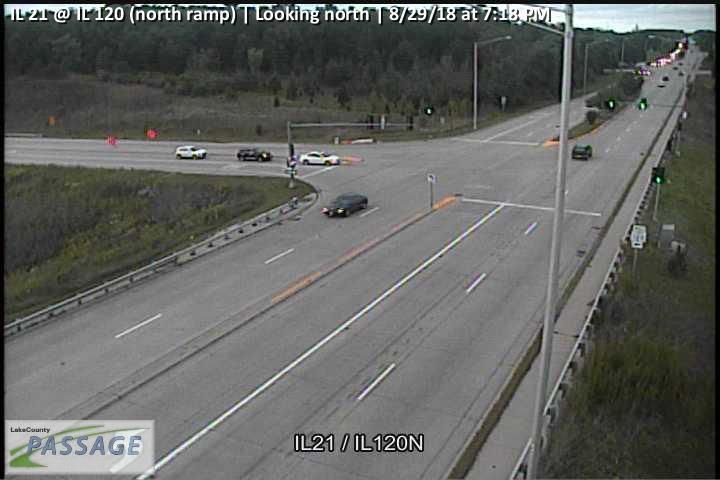 IL 21 @ IL 120 (north ramp) | Looking north | 8/29/18 at 7:18 PM
IL21 / IL120N
LakeCounty
PASSAGE